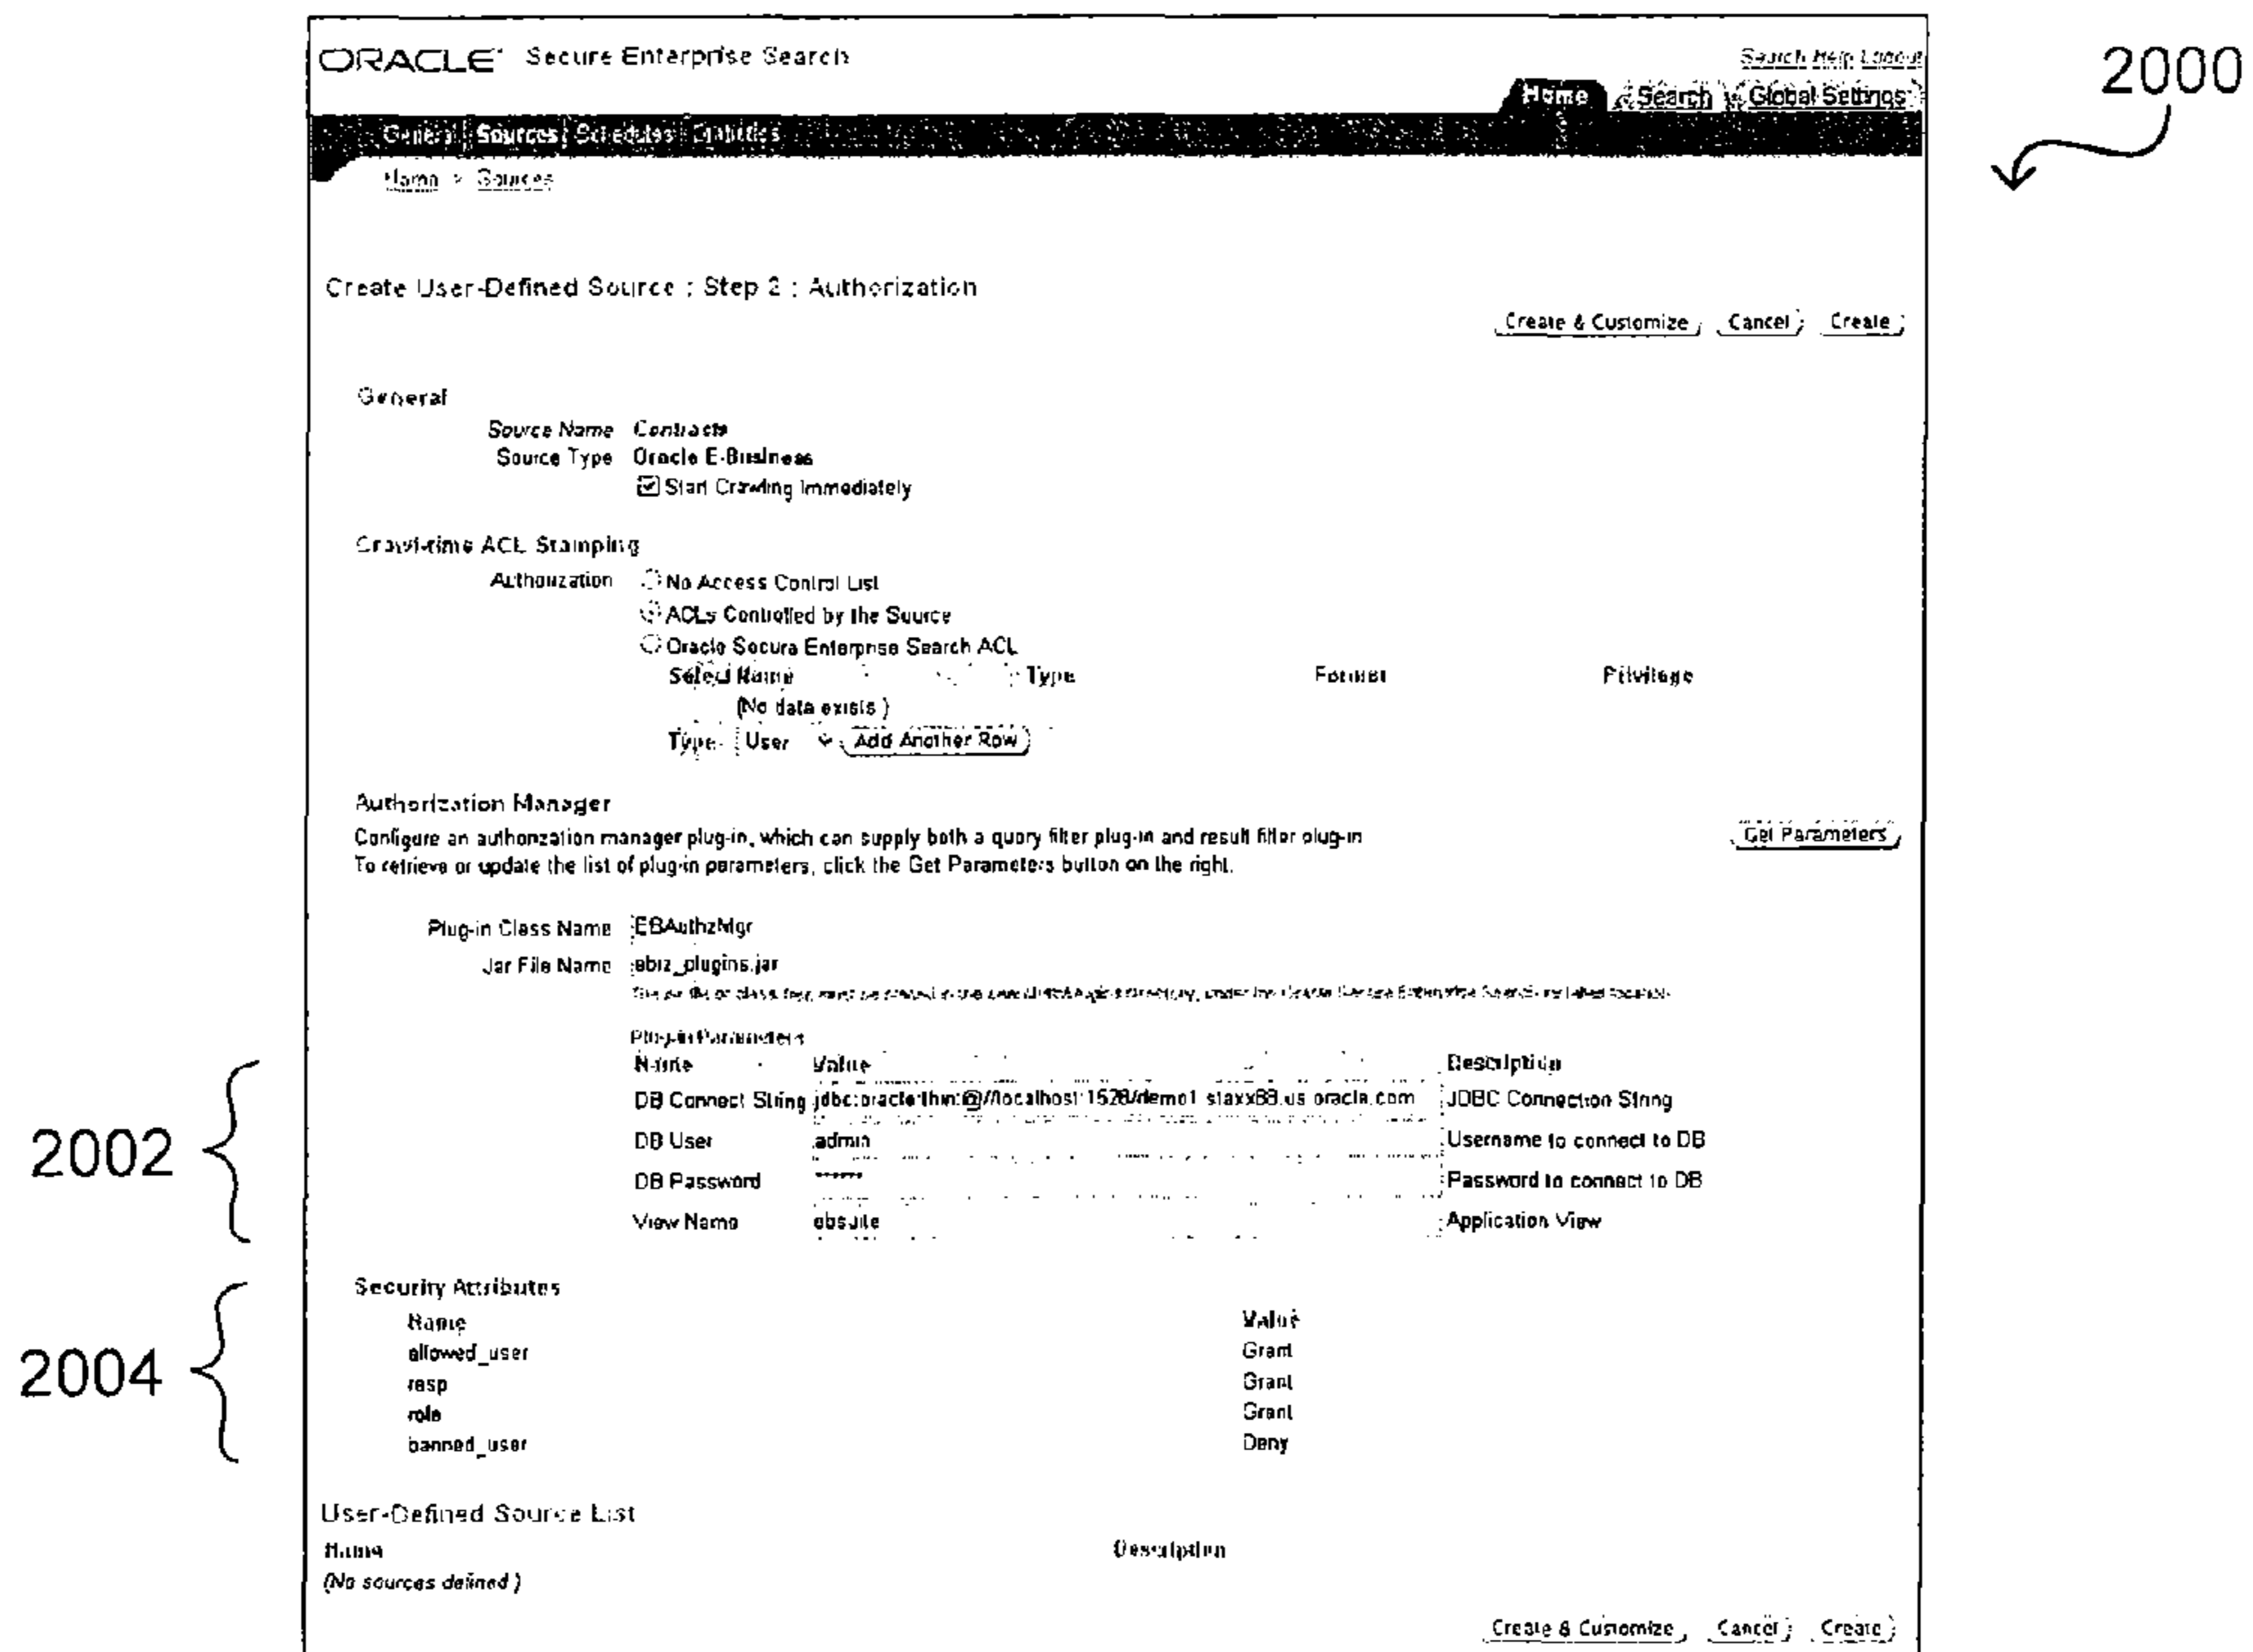 ORACLE Secure Enterprise Search
Search Help Logout
2000
Home Search Global Settings
General Sources Schedules Statistics
Home > Sources
Create User-Defined Source : Step 2 : Authorization
Create & Customize Cancel Create
General
Source Name Contracts
Source Type Oracle E-Business
Start Crawling Immediately
Crawl-time ACL Stamping
Authorization No Access Control List
ACLs Controlled by the Source
Oracle Secure Enterprise Search ACL
Select Name Type Format Privilege
(No data exists )
Type User Add Another Row
Authorization Manager
Configure an authorization manager plug-in, which can supply both a query filter plug-in and result filter plug-in
Get Parameters
To retrieve or update the list of plug-in parameters, click the Get Parameters button on the right.
Plug-in Class Name EBAuthzMgr
Jar File Name ebiz_plugins.jar
Plug-in Parameters
Name Value Description
DB Connect String jdbc:oracle:thin:@//localhost:1528/demo1 JDBC Connection String
2002
DB User admin Username to connect to DB
DB Password ****** Password to connect to DB
View Name ebsuite Application View
Security Attributes
Name Value
allowed_user Grant
2004
resp Grant
role Grant
banned_user Deny
User-Defined Source List
Name Description
(No sources defined )
Create & Customize Cancel Create